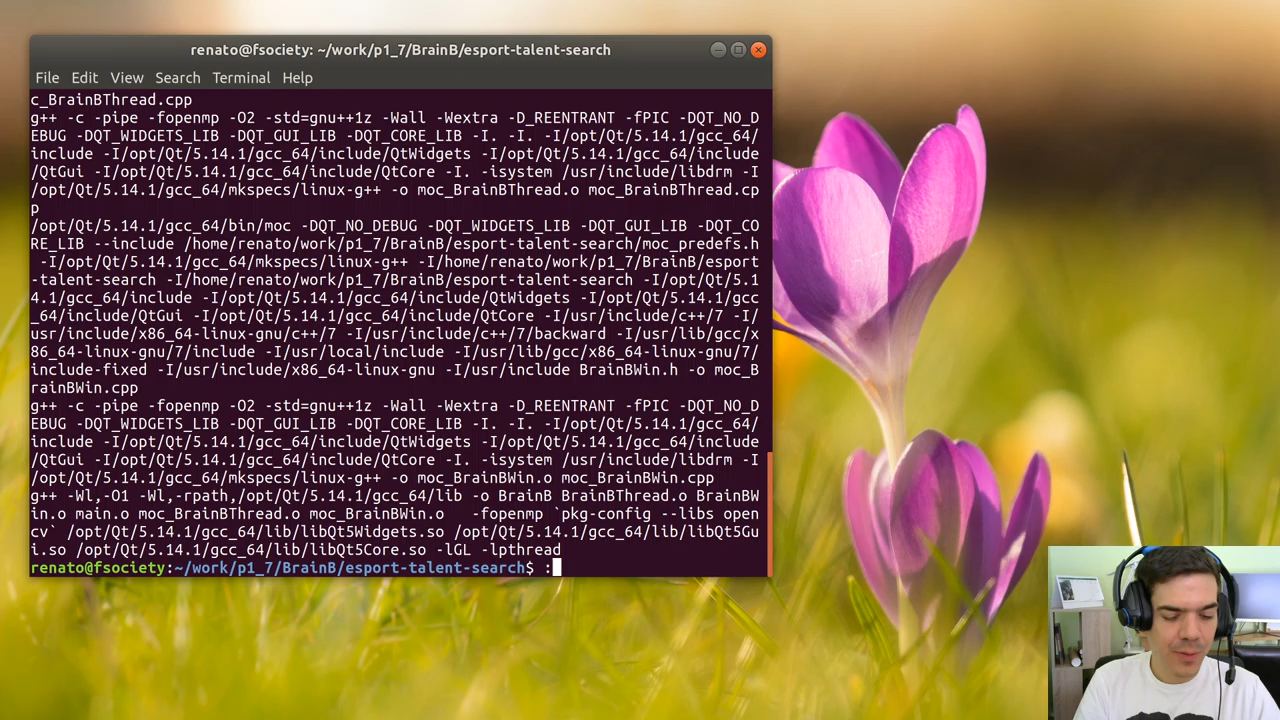 renato@fsociety: ~/work/p1_7/BrainB/esport-talent-search
File Edit View Search Terminal Help
c_BrainBThread.cpp
g++ -c -pipe -fopenmp -O2 -std=gnu++1z -Wall -Wextra -D_REENTRANT -fPIC -DQT_NO_D
EBUG -DQT_WIDGETS_LIB -DQT_GUI_LIB -DQT_CORE_LIB -I. -I. -I/opt/Qt/5.14.1/gcc_64/
include -I/opt/Qt/5.14.1/gcc_64/include/QtWidgets -I/opt/Qt/5.14.1/gcc_64/include
/QtGui -I/opt/Qt/5.14.1/gcc_64/include/QtCore -I. -isystem /usr/include/libdrm -I
/opt/Qt/5.14.1/gcc_64/mkspecs/linux-g++ -o moc_BrainBThread.o moc_BrainBThread.cp
p
/opt/Qt/5.14.1/gcc_64/bin/moc -DQT_NO_DEBUG -DQT_WIDGETS_LIB -DQT_GUI_LIB -DQT_CO
RE_LIB --include /home/renato/work/p1_7/BrainB/esport-talent-search/moc_predefs.h
-I/opt/Qt/5.14.1/gcc_64/mkspecs/linux-g++ -I/home/renato/work/p1_7/BrainB/esport
-talent-search -I/home/renato/work/p1_7/BrainB/esport-talent-search -I/opt/Qt/5.1
4.1/gcc_64/include -I/opt/Qt/5.14.1/gcc_64/include/QtWidgets -I/opt/Qt/5.14.1/gcc
_64/include/QtGui -I/opt/Qt/5.14.1/gcc_64/include/QtCore -I/usr/include/c++/7 -I/
usr/include/x86_64-linux-gnu/c++/7 -I/usr/include/c++/7/backward -I/usr/lib/gcc/x
86_64-linux-gnu/7/include -I/usr/local/include -I/usr/lib/gcc/x86_64-linux-gnu/7/
include-fixed -I/usr/include/x86_64-linux-gnu -I/usr/include BrainBWin.h -o moc_B
rainBWin.cpp
g++ -c -pipe -fopenmp -O2 -std=gnu++1z -Wall -Wextra -D_REENTRANT -fPIC -DQT_NO_D
EBUG -DQT_WIDGETS_LIB -DQT_GUI_LIB -DQT_CORE_LIB -I. -I. -I/opt/Qt/5.14.1/gcc_64/
include -I/opt/Qt/5.14.1/gcc_64/include/QtWidgets -I/opt/Qt/5.14.1/gcc_64/include
/QtGui -I/opt/Qt/5.14.1/gcc_64/include/QtCore -I. -isystem /usr/include/libdrm -I
/opt/Qt/5.14.1/gcc_64/mkspecs/linux-g++ -o moc_BrainBWin.o moc_BrainBWin.cpp
g++ -Wl,-O1 -Wl,-rpath,/opt/Qt/5.14.1/gcc_64/lib -o BrainB BrainBThread.o BrainBW
in.o main.o moc_BrainBThread.o moc_BrainBWin.o   -fopenmp `pkg-config --libs open
cv` /opt/Qt/5.14.1/gcc_64/lib/libQt5Widgets.so /opt/Qt/5.14.1/gcc_64/lib/libQt5Gu
i.so /opt/Qt/5.14.1/gcc_64/lib/libQt5Core.so -lGL -lpthread
renato@fsociety:~/work/p1_7/BrainB/esport-talent-search$ :